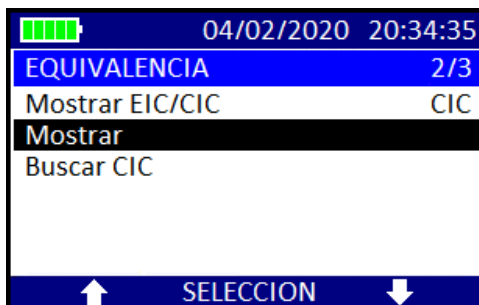 04/02/2020 20:34:35
EQUIVALENCIA 2/3
Mostrar EIC/CIC CIC
Mostrar
Buscar CIC
SELECCION